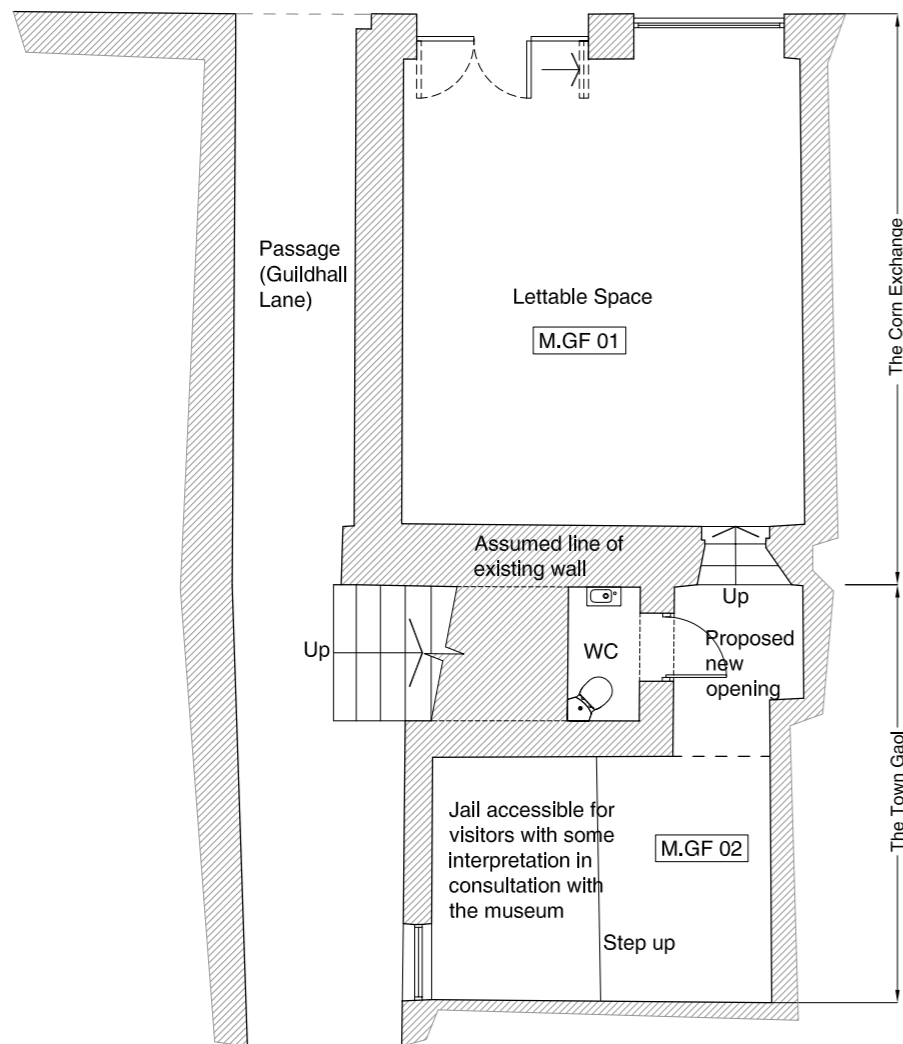 Passage
(Guildhall
Lane)
Lettable Space
M.GF 01
The Corn Exchange
Assumed line of
existing wall
Up
Up
WC
Proposed
new
opening
The Town Gaol
Jail accessible for
visitors with some
interpretation in
consultation with
the museum
M.GF 02
Step up